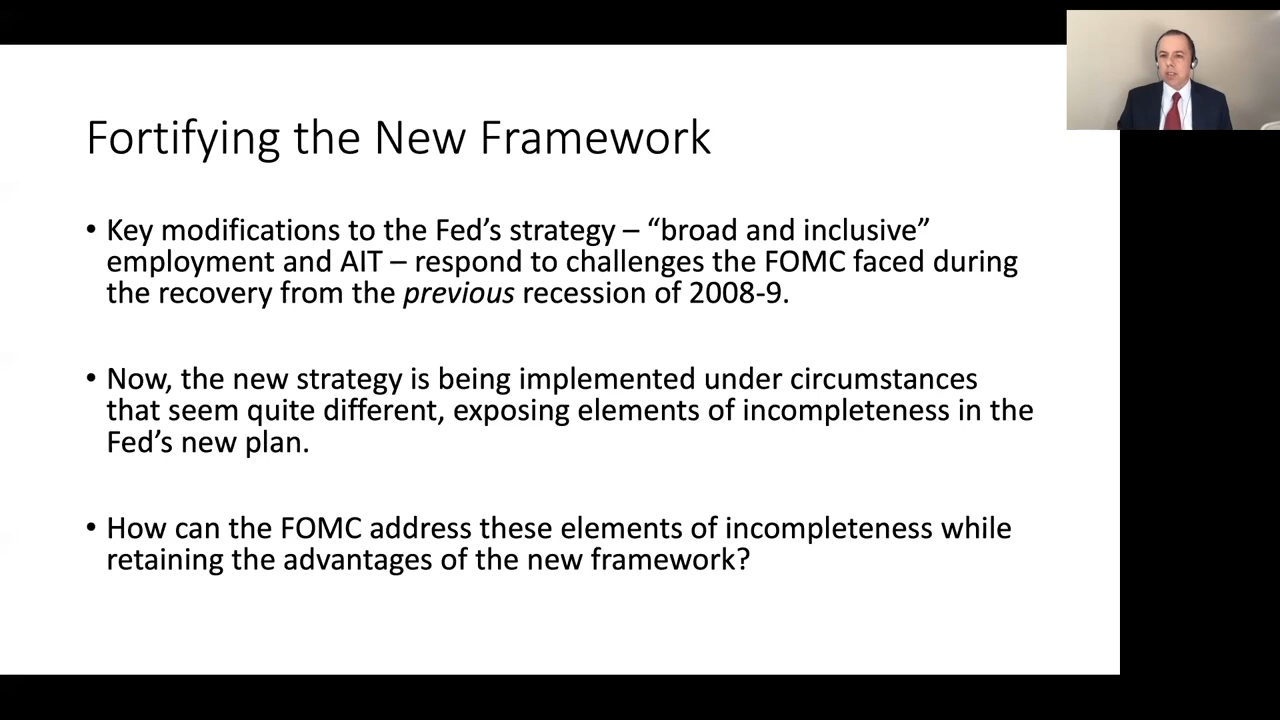 Fortifying the New Framework
• Key modifications to the Fed’s strategy – “broad and inclusive”
employment and AIT – respond to challenges the FOMC faced during
the recovery from the previous recession of 2008-9.
• Now, the new strategy is being implemented under circumstances
that seem quite different, exposing elements of incompleteness in the
Fed’s new plan.
• How can the FOMC address these elements of incompleteness while
retaining the advantages of the new framework?